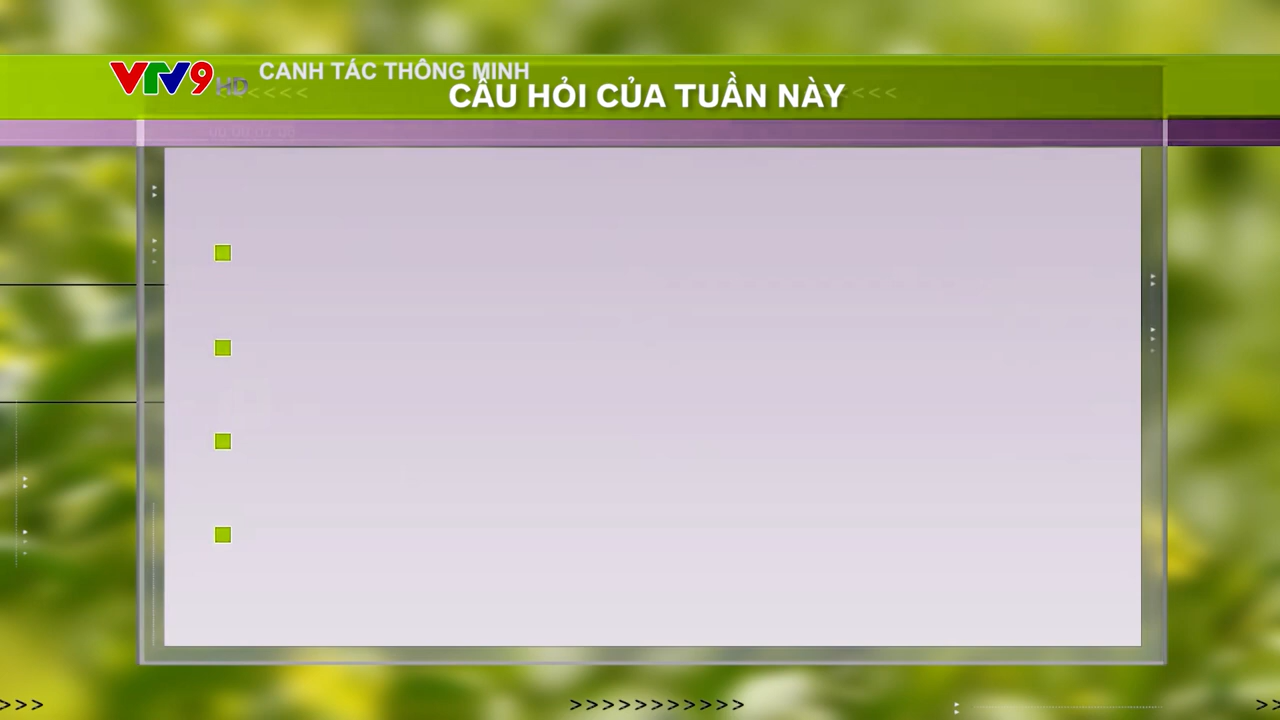 VTV9 HD
CANH TÁC THÔNG MINH
CÂU HỎI CỦA TUẦN NÀY